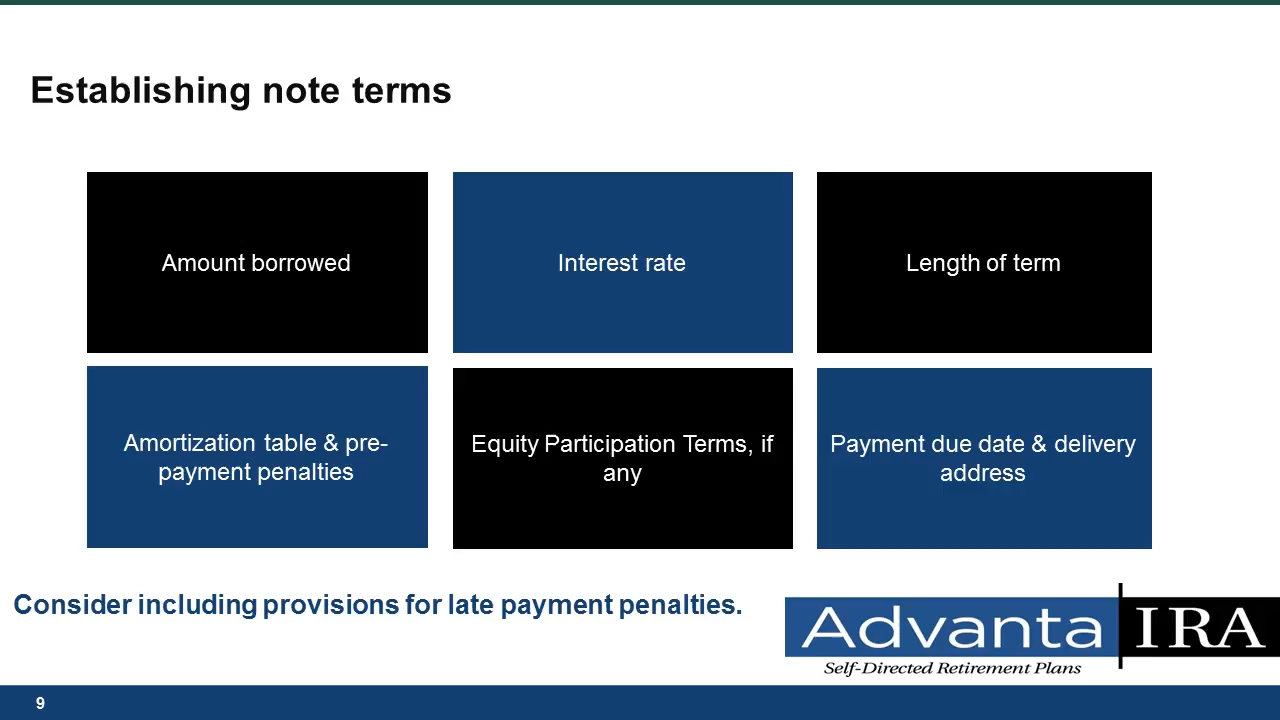 Establishing note terms
Amount borrowed
Interest rate
Length of term
Amortization table & pre-
payment penalties
Equity Participation Terms, if
any
Payment due date & delivery
address
Consider including provisions for late payment penalties.
Advanta IRA
Self-Directed Retirement Plans
9